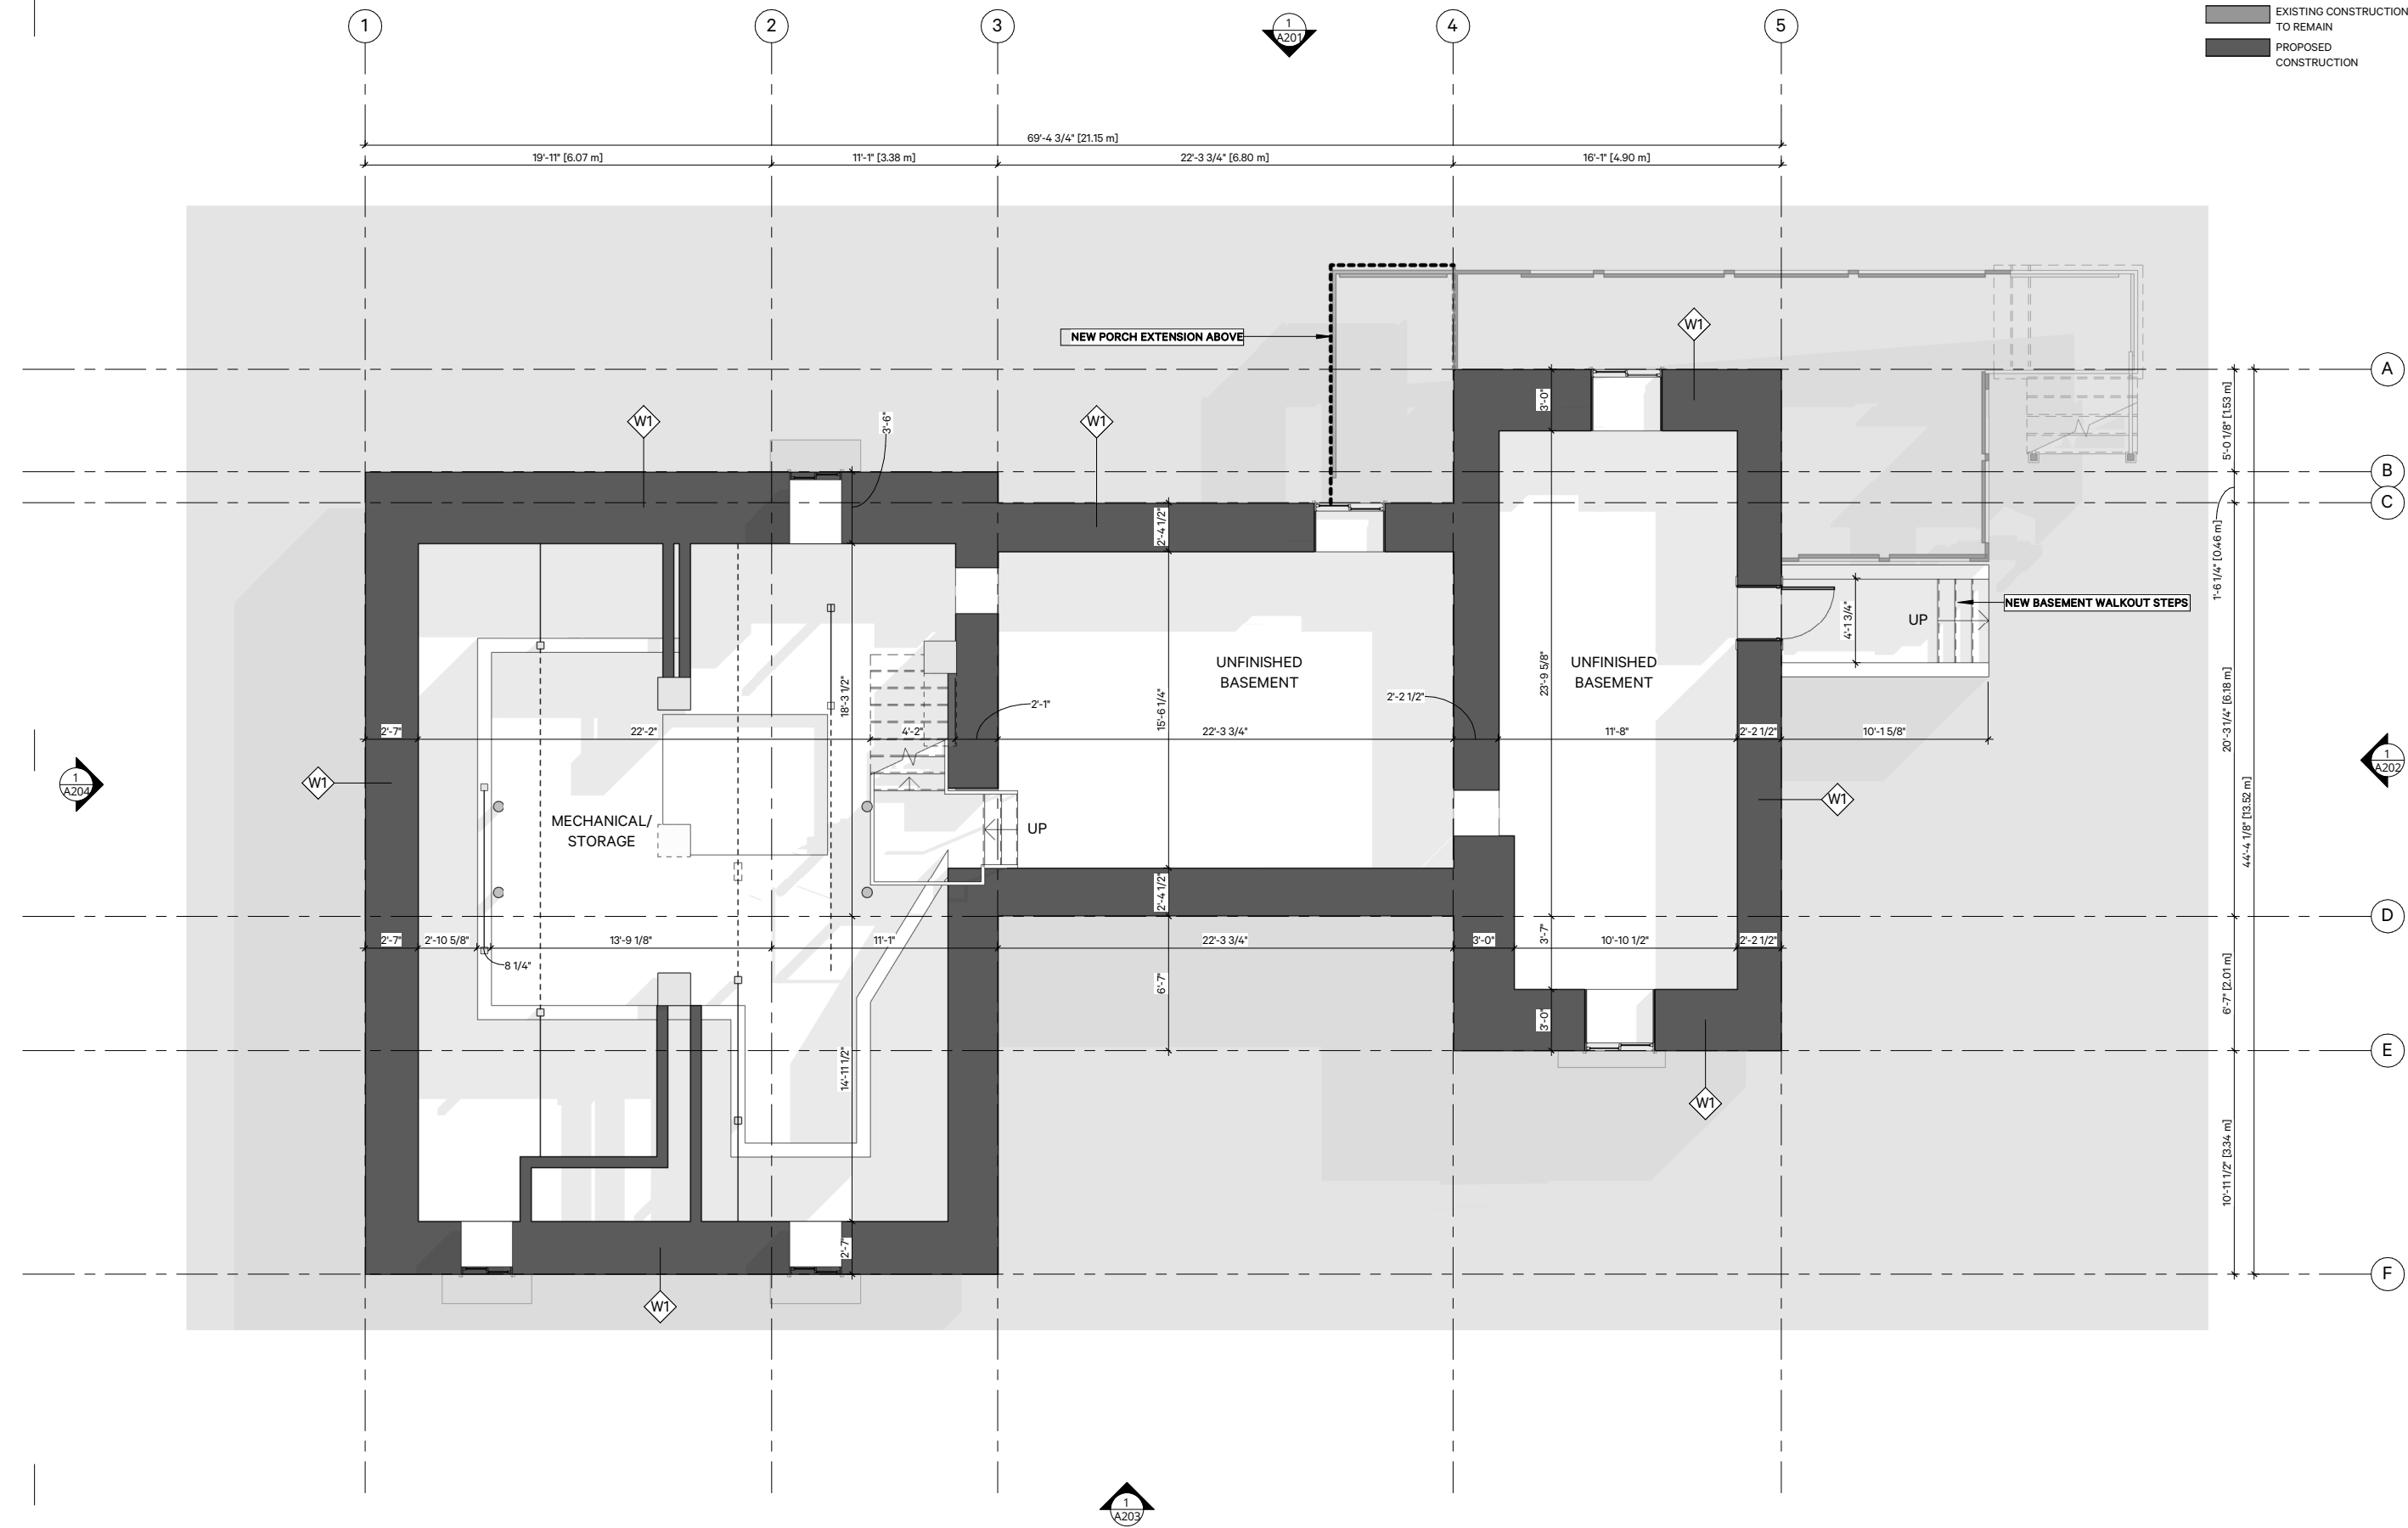 EXISTING CONSTRUCTION
TO REMAIN
PROPOSED
CONSTRUCTION
1
2
3
1
A201
4
5
69'-4 3/4" [21.15 m]
19'-11" [6.07 m]
11'-1" [3.38 m]
22'-3 3/4" [6.80 m]
16'-1" [4.90 m]
NEW PORCH EXTENSION ABOVE
W1
W1
W1
3'-6"
3'-0"
A
5'-0 1/8" [1.53 m]
B
C
1'-6 1/4" [0.46 m]
2'-4 1/2"
NEW BASEMENT WALKOUT STEPS
UP
4'-1 3/4"
UNFINISHED
BASEMENT
UNFINISHED
BASEMENT
23'-9 5/8"
18'-3 1/2"
15'-6 1/4"
2'-1"
2'-2 1/2"
20'-3 1/4" [6.18 m]
2'-7"
22'-2"
4'-2"
22'-3 3/4"
11'-8"
2'-2 1/2"
10'-1 5/8"
1
A204
W1
1
A202
W1
MECHANICAL/
STORAGE
UP
44'-4 1/8" [13.52 m]
2'-4 1/2"
D
2'-7"
2'-10 5/8"
13'-9 1/8"
11'-1"
22'-3 3/4"
3'-0"
3'-7"
10'-10 1/2"
2'-2 1/2"
8 1/4"
6'-7"
6'-7" [2.01 m]
3'-0"
E
14'-11 1/2"
W1
10'-11 1/2" [3.34 m]
2'-7"
F
W1
1
A203